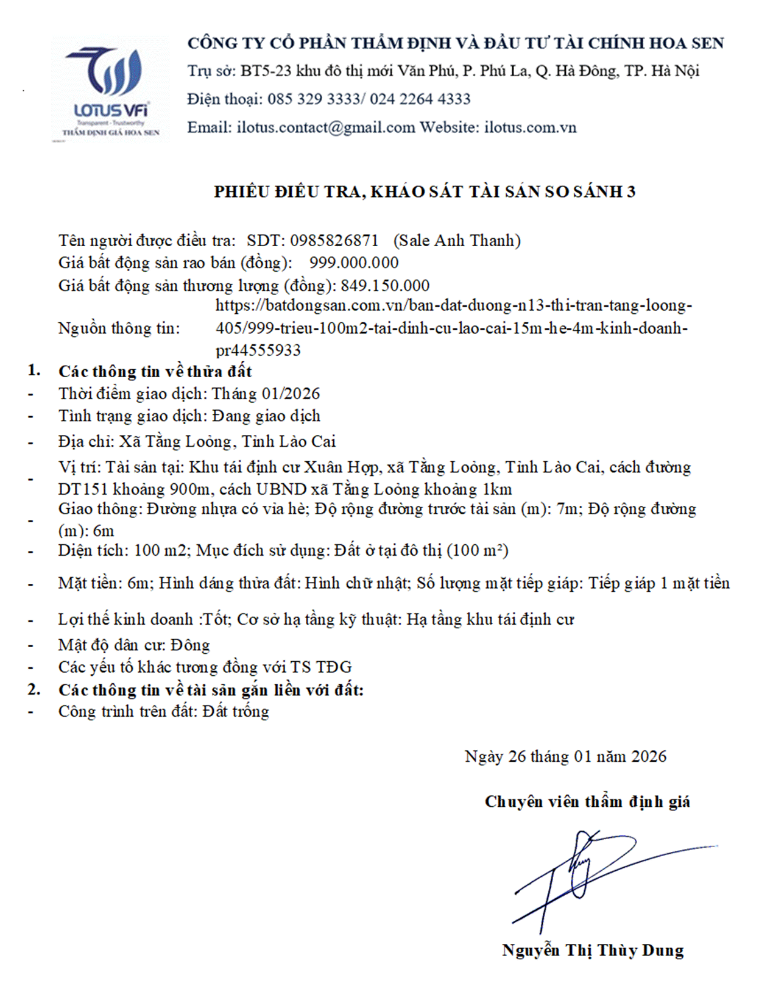 CÔNG TY CỔ PHẦN THẨM ĐỊNH VÀ ĐẦU TƯ TÀI CHÍNH HOA SEN
Trụ sở: BT5-23 khu đô thị mới Văn Phú, P. Phú La, Q. Hà Đông, TP. Hà Nội
Điện thoại: 085 329 3333/ 024 2264 4333
Email: ilotus.contact@gmail.com Website: ilotus.com.vn
LOTUS VFi
Transparent - Trustworthy
THẨM ĐỊNH GIÁ HOA SEN
PHIẾU ĐIỀU TRA, KHẢO SÁT TÀI SẢN SO SÁNH 3
Tên người được điều tra: SDT: 0985826871 (Sale Anh Thanh)
Giá bất động sản rao bán (đồng): 999.000.000
Giá bất động sản thương lượng (đồng): 849.150.000
https://batdongsan.com.vn/ban-dat-duong-n13-thi-tran-tang-loong-
Nguồn thông tin: 405/999-trieu-100m2-tai-dinh-cu-lao-cai-15m-he-4m-kinh-doanh-
pr44555933
1. Các thông tin về thửa đất
- Thời điểm giao dịch: Tháng 01/2026
- Tình trạng giao dịch: Đang giao dịch
- Địa chỉ: Xã Tằng Loỏng, Tỉnh Lào Cai
- Vị trí: Tài sản tại: Khu tái định cư Xuân Hợp, xã Tằng Loỏng, Tỉnh Lào Cai, cách đường
DT151 khoảng 900m, cách UBND xã Tằng Loỏng khoảng 1km
- Giao thông: Đường nhựa có vỉa hè; Độ rộng đường trước tài sản (m): 7m; Độ rộng đường
(m): 6m
- Diện tích: 100 m2; Mục đích sử dụng: Đất ở tại đô thị (100 m²)
- Mặt tiền: 6m; Hình dáng thửa đất: Hình chữ nhật; Số lượng mặt tiếp giáp: Tiếp giáp 1 mặt tiền
- Lợi thế kinh doanh :Tốt; Cơ sở hạ tầng kỹ thuật: Hạ tầng khu tái định cư
- Mật độ dân cư: Đông
- Các yếu tố khác tương đồng với TS TĐG
2. Các thông tin về tài sản gắn liền với đất:
- Công trình trên đất: Đất trống
Ngày 26 tháng 01 năm 2026
Chuyên viên thẩm định giá
Nguyễn Thị Thùy Dung